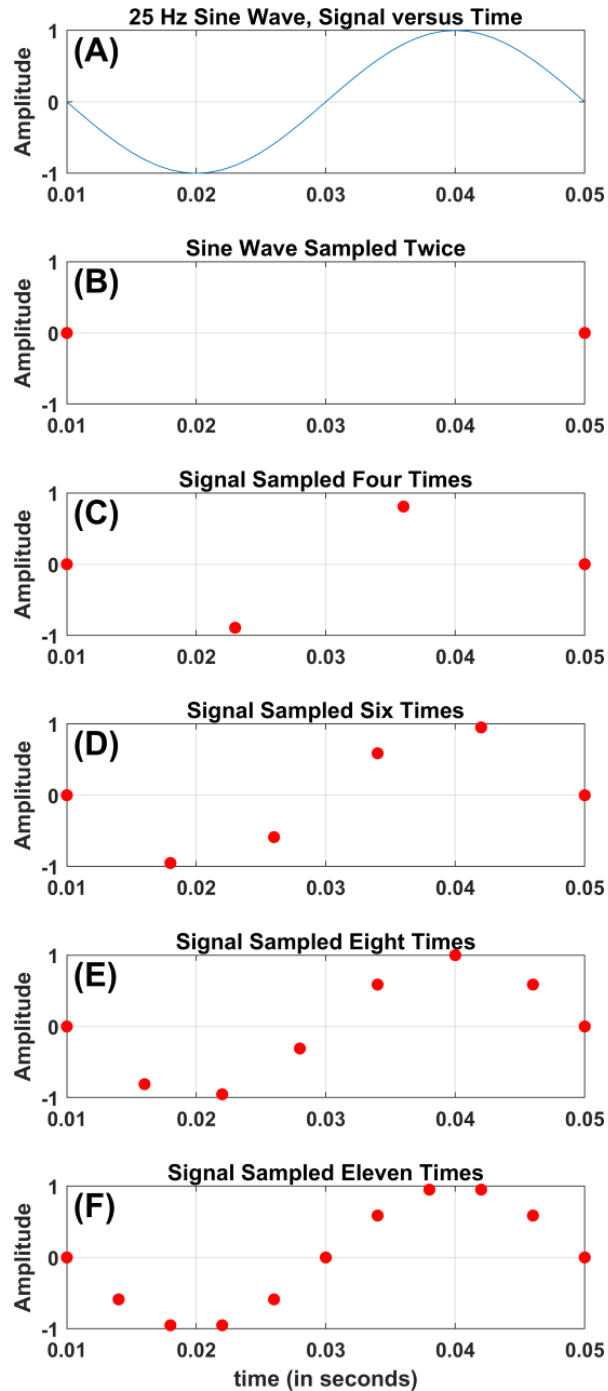 25 Hz Sine Wave, Signal versus Time
(A)
Amplitude
1
0
-1
0.01 0.02 0.03 0.04 0.05
Sine Wave Sampled Twice
(B)
Amplitude
1
0
-1
0.01 0.02 0.03 0.04 0.05
Signal Sampled Four Times
(C)
Amplitude
1
0
-1
0.01 0.02 0.03 0.04 0.05
Signal Sampled Six Times
(D)
Amplitude
1
0
-1
0.01 0.02 0.03 0.04 0.05
Signal Sampled Eight Times
(E)
Amplitude
1
0
-1
0.01 0.02 0.03 0.04 0.05
Signal Sampled Eleven Times
(F)
Amplitude
1
0
-1
0.01 0.02 0.03 0.04 0.05
time (in seconds)